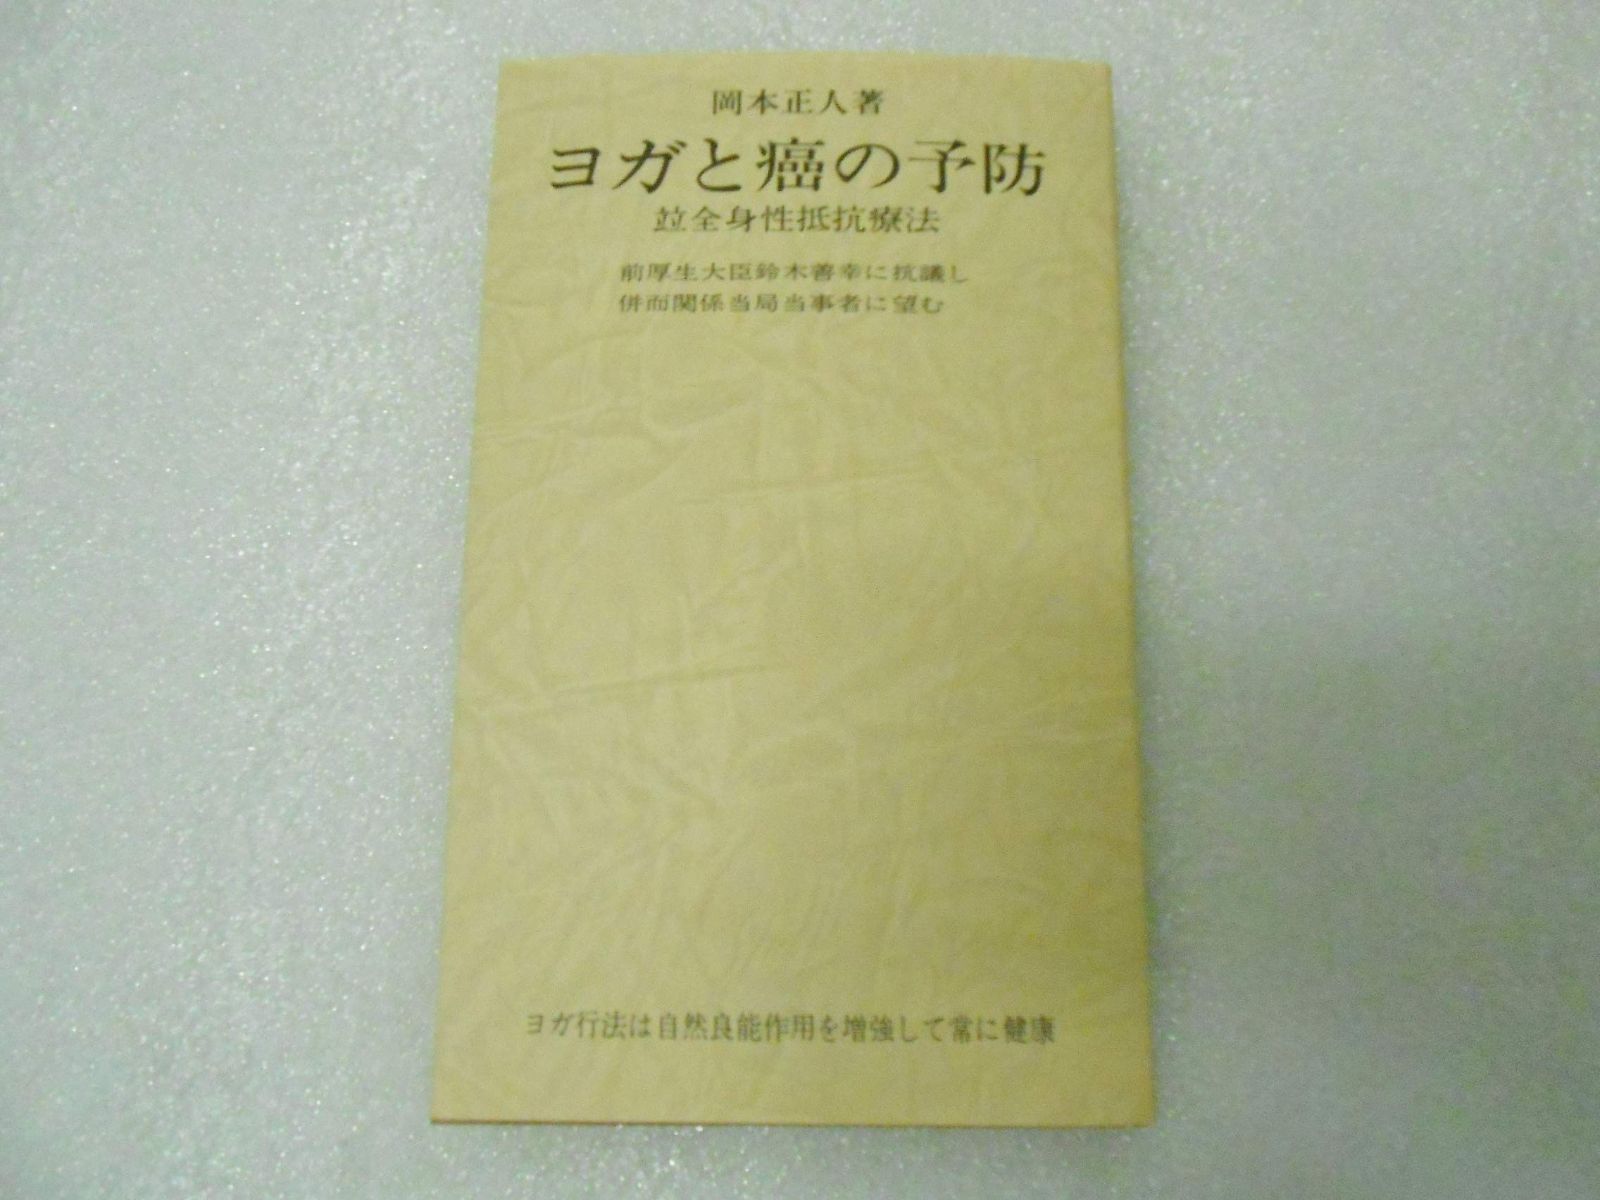 岡本正人著
ヨガと癌の予防
竝全身性抵抗療法
前厚生大臣鈴木善幸に抗議し
併而関係当局当事者に望む
ヨガ行法は自然良能作用を増強して常に健康